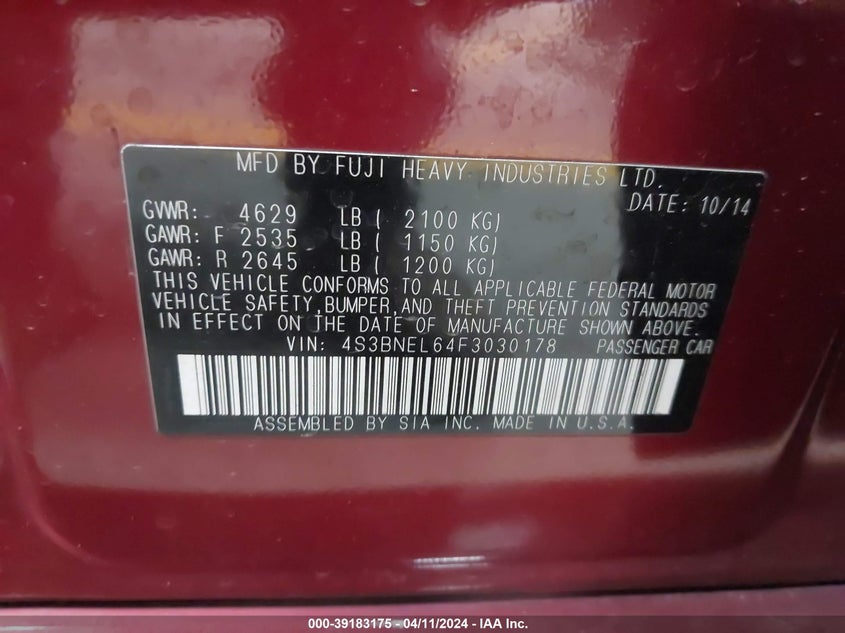 MFD BY FUJI HEAVY INDUSTRIES LTD.
DATE: 10/14
GVWR: 4629 LB ( 2100 KG)
GAWR: F 2535 LB ( 1150 KG)
GAWR: R 2645 LB ( 1200 KG)
THIS VEHICLE CONFORMS TO ALL APPLICABLE FEDERAL MOTOR
VEHICLE SAFETY,BUMPER,AND THEFT PREVENTION STANDARDS
IN EFFECT ON THE DATE OF MANUFACTURE SHOWN ABOVE.
VIN: 4S3BNEL64F3030178 PASSENGER CAR
ASSEMBLED BY SIA INC. MADE IN U.S.A.
000-39183175 - 04/11/2024 - IAA Inc.